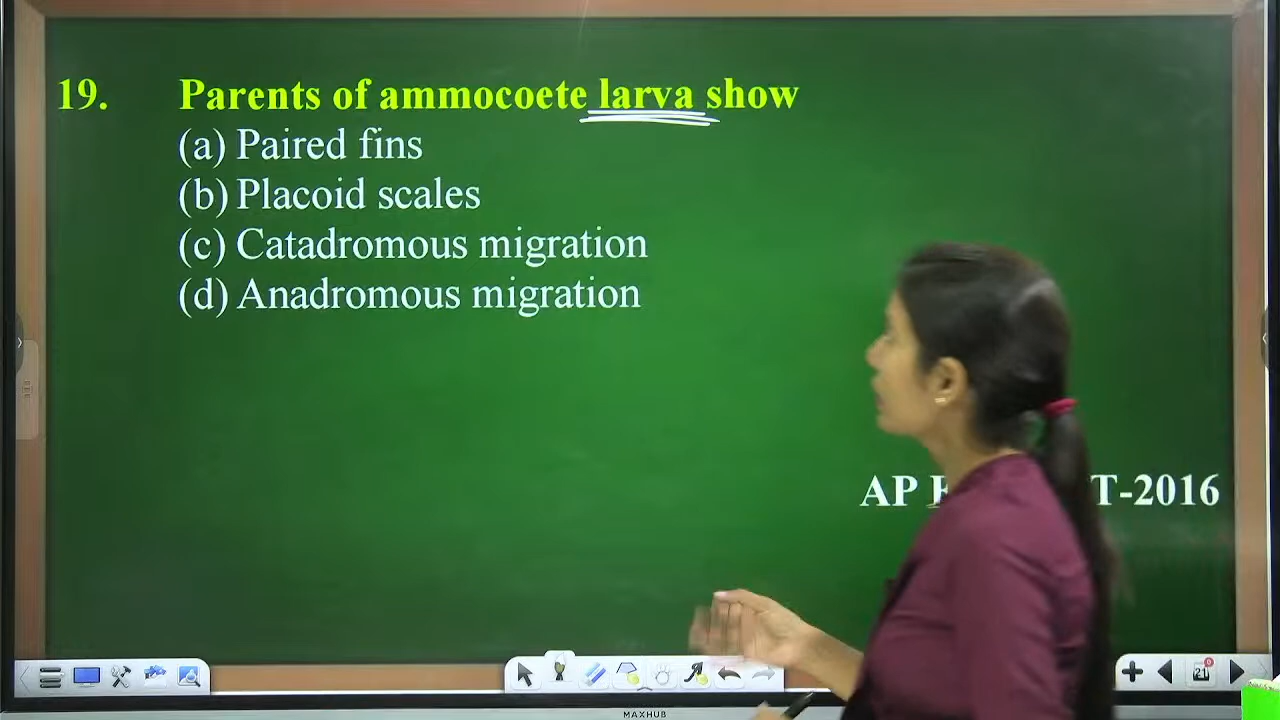 19. Parents of ammocoete larva show
(a) Paired fins
(b) Placoid scales
(c) Catadromous migration
(d) Anadromous migration
AP T-2016
MAXHUB